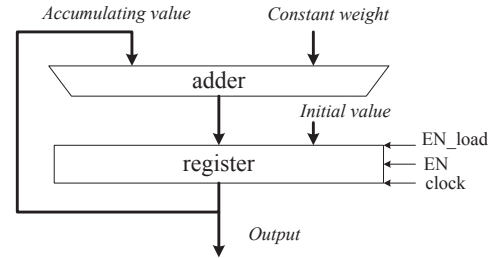 Accumulating value
Constant weight
adder
Initial value
EN_load
register
EN
clock
Output